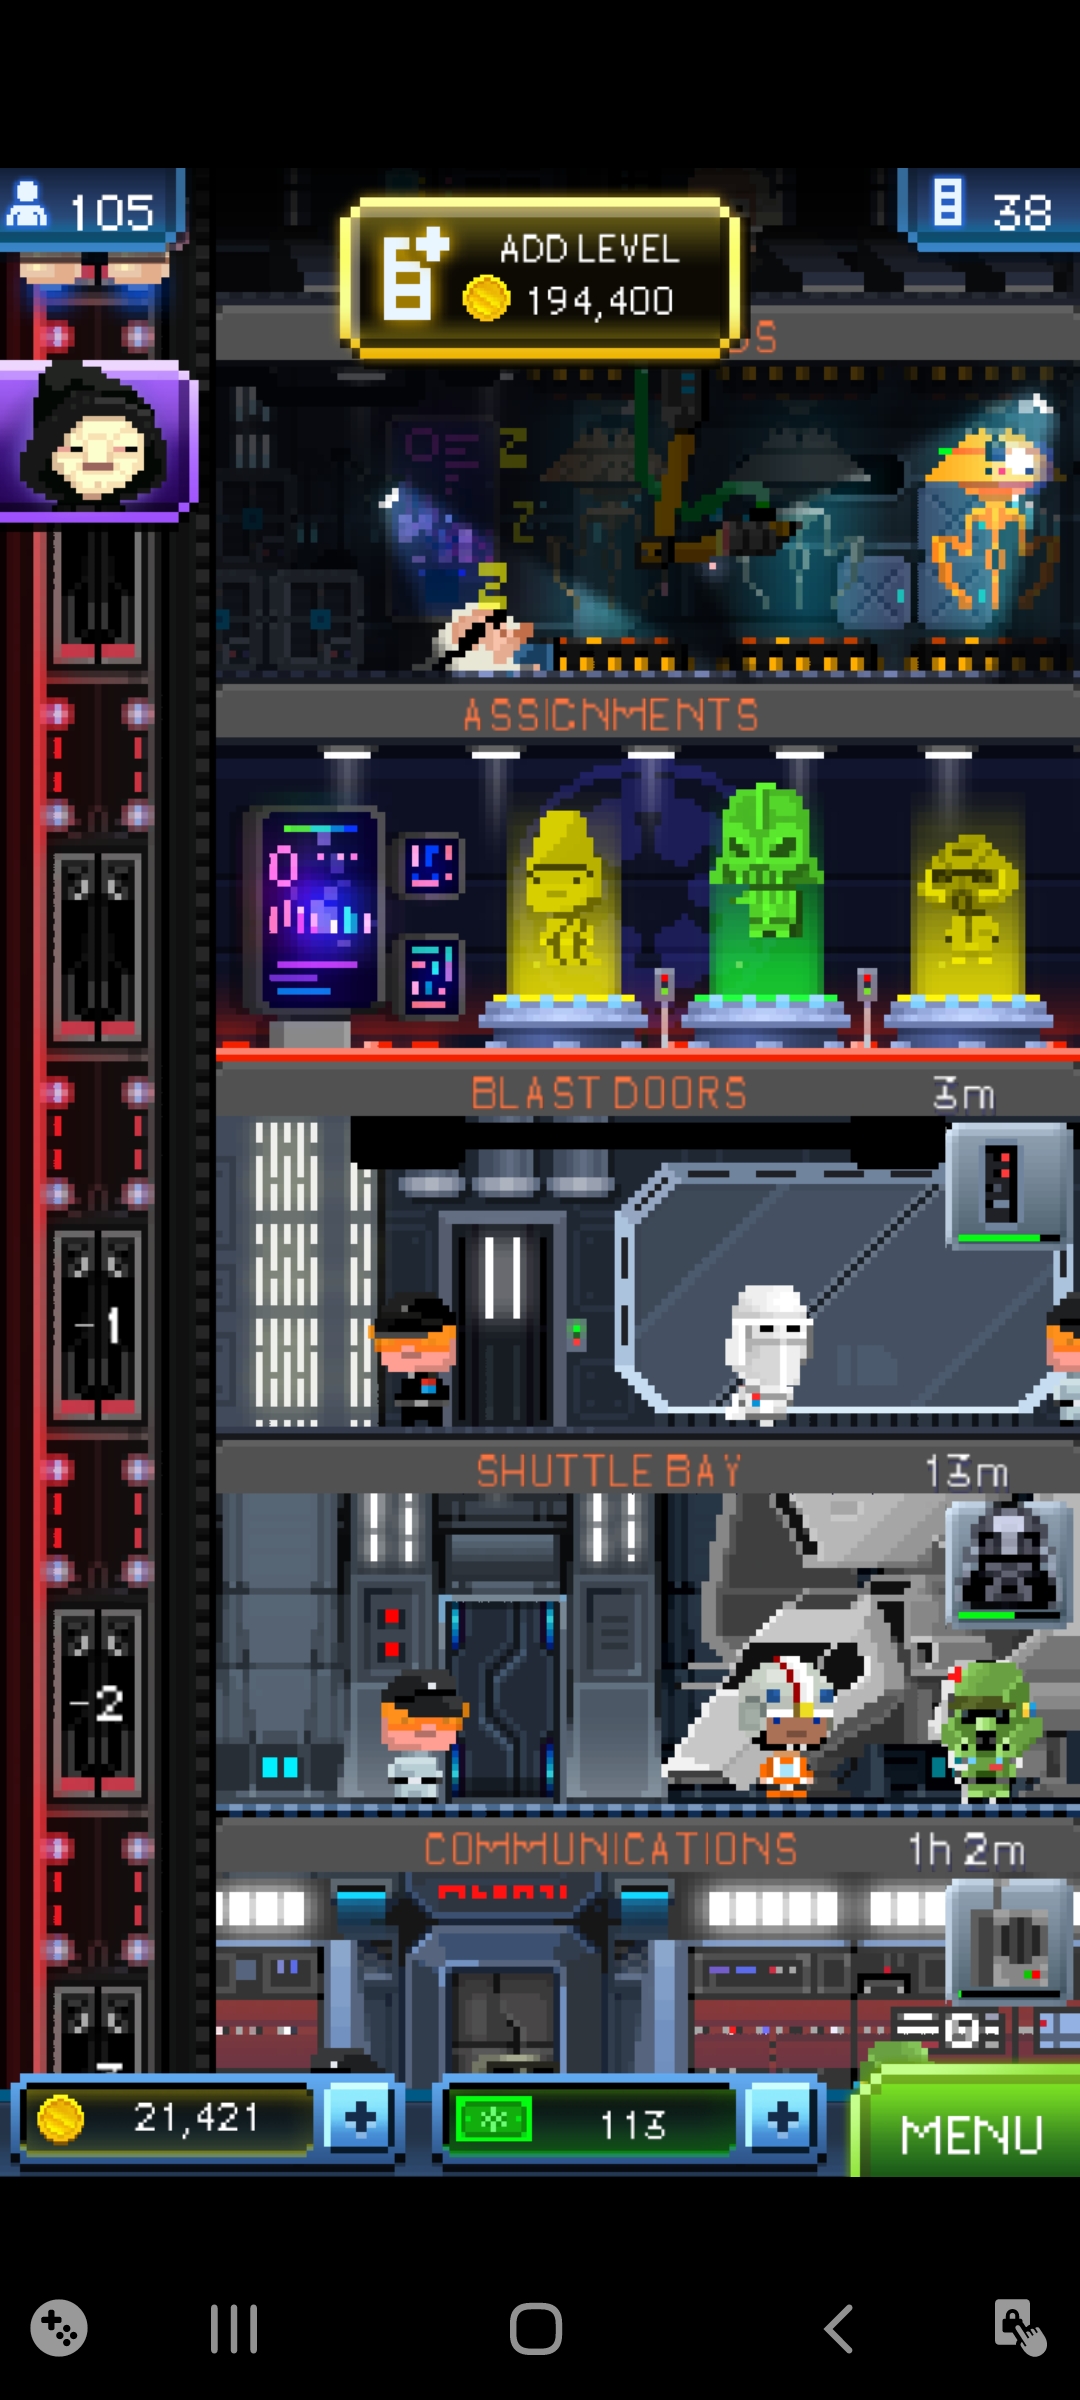 105
38
ADD LEVEL
194,400
DS
ASSIGNMENTS
BLAST DOORS 3m
-1
SHUTTLE BAY 13m
-2
COMMUNICATIONS 1h 2m
21,421
113
MENU